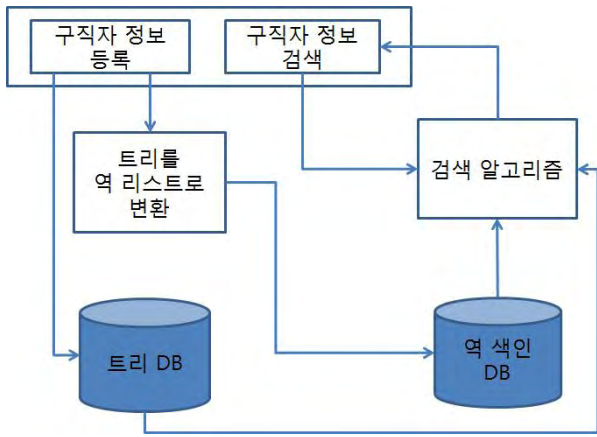 구직자 정보
등록
구직자 정보
검색
트리를
역 리스트로
변환
검색 알고리즘
트리 DB
역 색인
DB